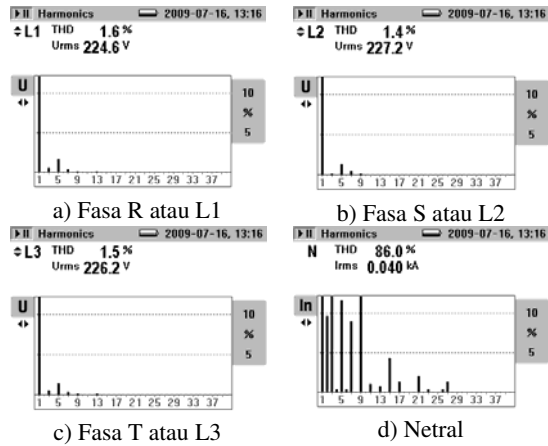 Harmonics 2009-07-16, 13:16
L1 THD 1.6 %
Urms 224.6 V
U
10
%
5
1 5 9 13 17 21 25 29 33 37
a) Fasa R atau L1
Harmonics 2009-07-16, 13:16
L2 THD 1.4 %
Urms 227.2 V
U
10
%
5
1 5 9 13 17 21 25 29 33 37
b) Fasa S atau L2
Harmonics 2009-07-16, 13:16
L3 THD 1.5 %
Urms 226.2 V
U
10
%
5
1 5 9 13 17 21 25 29 33 37
c) Fasa T atau L3
Harmonics 2009-07-16, 13:16
N THD 86.0 %
Irms 0.040 kA
In
10
%
5
1 5 9 13 17 21 25 29 33 37
d) Netral